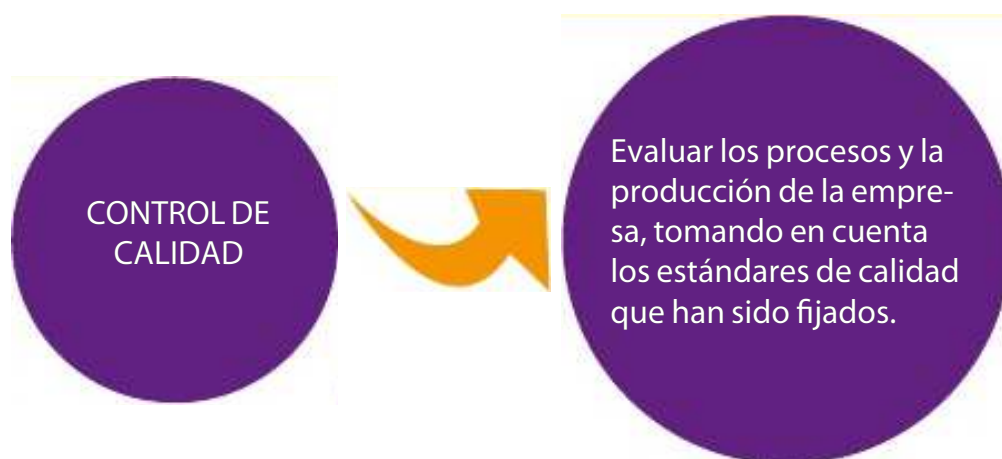 CONTROL DE
CALIDAD
Evaluar los procesos y la
producción de la empre-
sa, tomando en cuenta
los estándares de calidad
que han sido fijados.